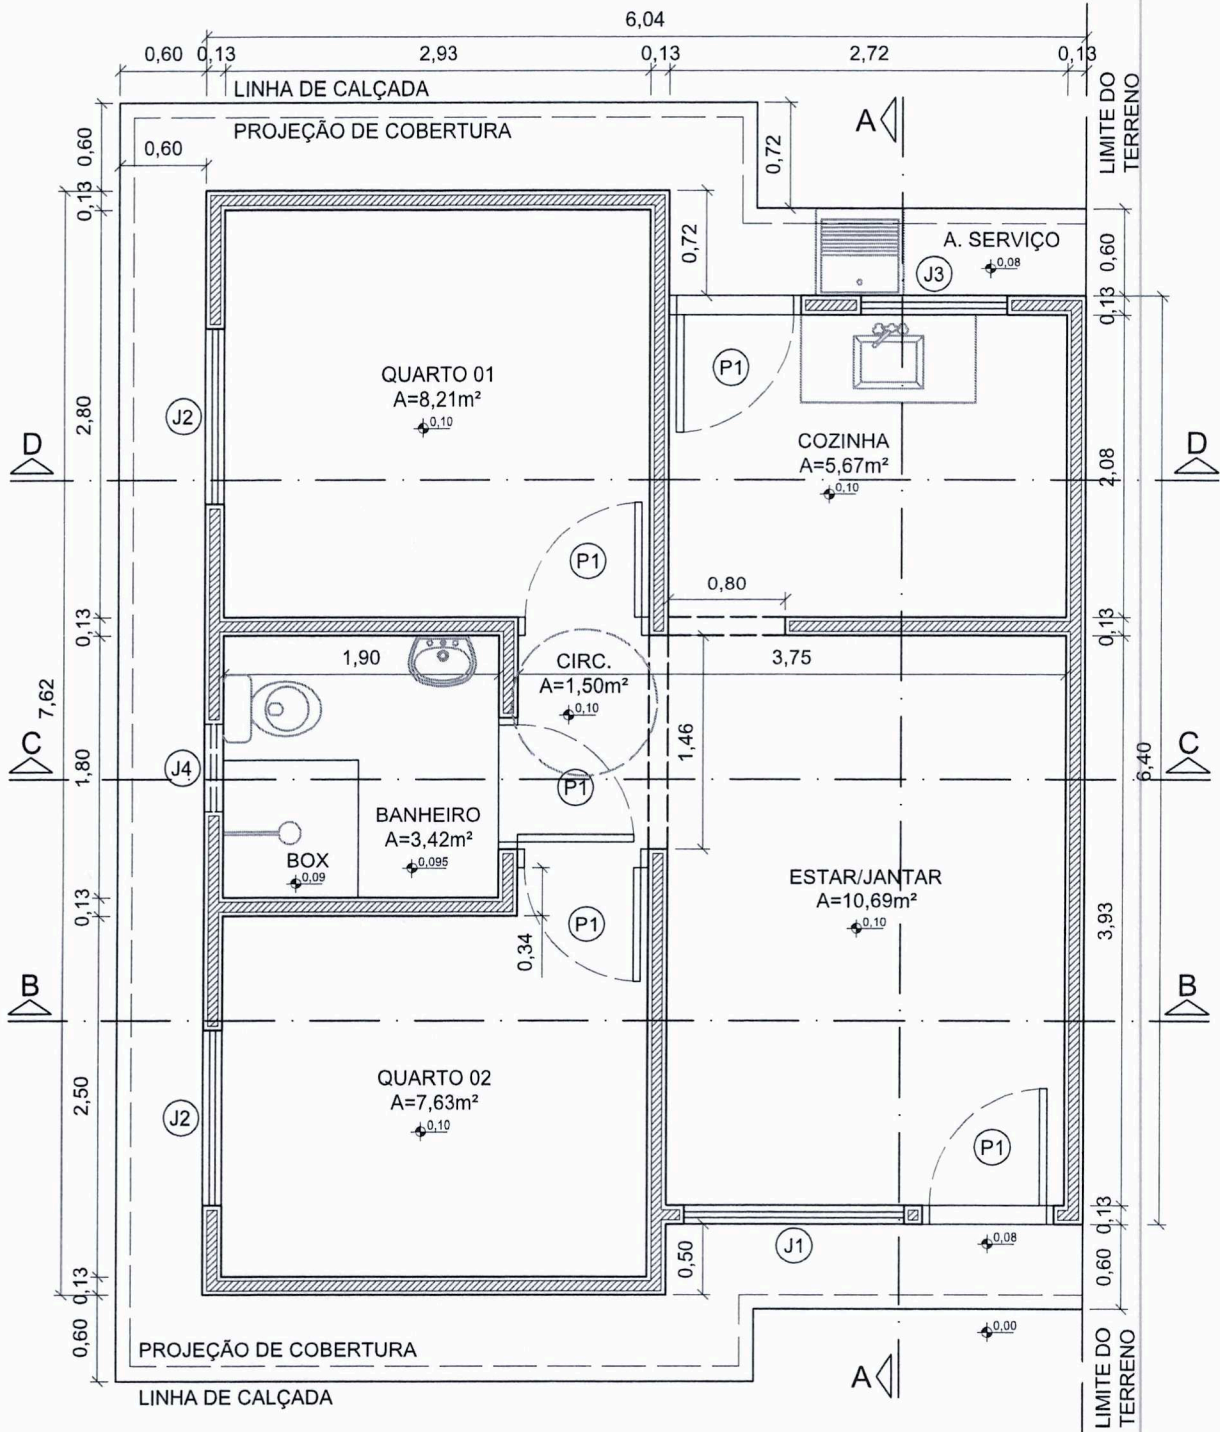 6,04
0,60 0,13 2,93 0,13 2,72 0,13
LINHA DE CALÇADA
PROJEÇÃO DE COBERTURA
LIMITE DO
TERRENO
A
0,60
0,60
0,72
0,13
0,72
A. SERVIÇO
0,08
0,60
J3
0,13
P1
QUARTO 01
A=8,21m²
0,10
J2
2,80
COZINHA
A=5,67m²
0,10
2,08
D
D
P1
0,80
0,13
0,13
1,90
CIRC.
A=1,50m²
0,10
3,75
7,62
1,46
C
J4
1,80
P1
C
6,40
BANHEIRO
A=3,42m²
0,095
BOX
0,09
ESTAR/JANTAR
A=10,69m²
0,10
0,13
P1
3,93
0,34
B
B
QUARTO 02
A=7,63m²
0,10
J2
2,50
P1
0,13
J1
0,08
0,50
0,60
0,13
0,00
0,60
PROJEÇÃO DE COBERTURA
LINHA DE CALÇADA
A
LIMITE DO
TERRENO